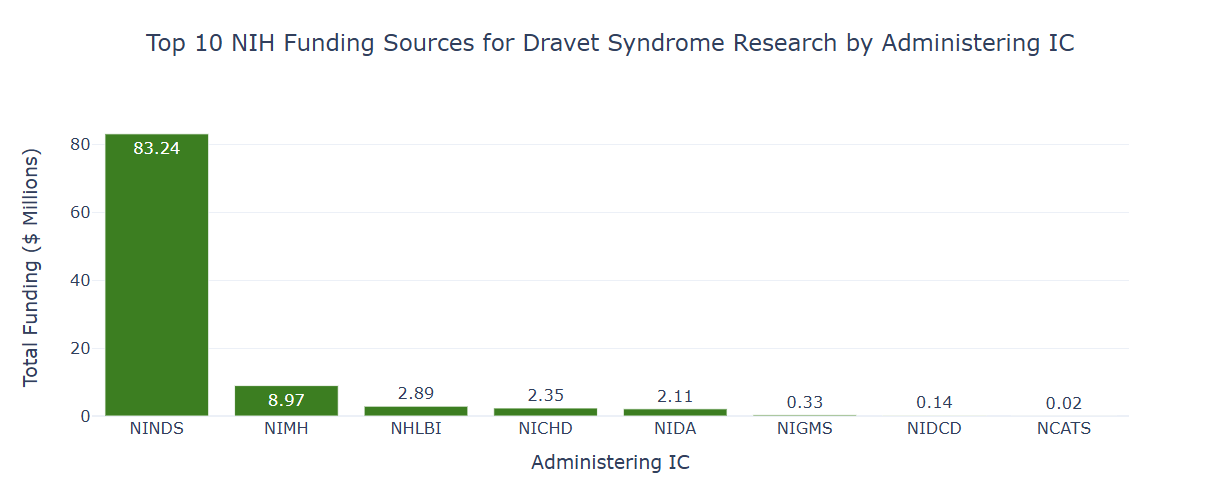 Top 10 NIH Funding Sources for Dravet Syndrome Research by Administering IC
Total Funding ($ Millions)
80
60
40
20
0
83.24
8.97
2.89
2.35
2.11
0.33
0.14
0.02
NINDS
NIMH
NHLBI
NICHD
NIDA
NIGMS
NIDCD
NCATS
Administering IC